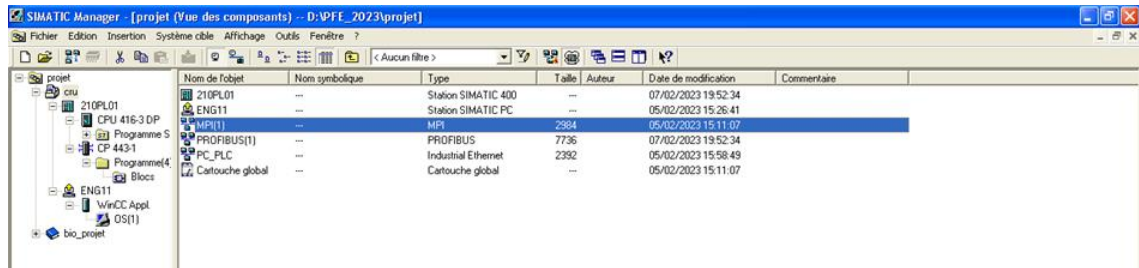 SIMATIC Manager - [projet (Vue des composants) -- D:\PFE_2023\projet]
Fichier Edition Insertion Système cible Affichage Outils Fenêtre ?
< Aucun filtre >
projet
cru
210PL01
CPU 416-3 DP
Programme S
CP 443-1
Programme(4
Blocs
ENG11
WinCC Appl.
OS(1)
bio_projet
Nom de l'objet Nom symbolique Type Taille Auteur Date de modification Commentaire
210PL01 --- Station SIMATIC 400 --- 07/02/2023 19:52:34
ENG11 --- Station SIMATIC PC --- 05/02/2023 15:26:41
MPI(1) --- MPI 2984 05/02/2023 15:11:07
PROFIBUS(1) --- PROFIBUS 7736 07/02/2023 19:52:34
PC_PLC --- Industrial Ethernet 2392 05/02/2023 15:58:49
Cartouche global --- Cartouche global --- 05/02/2023 15:11:07